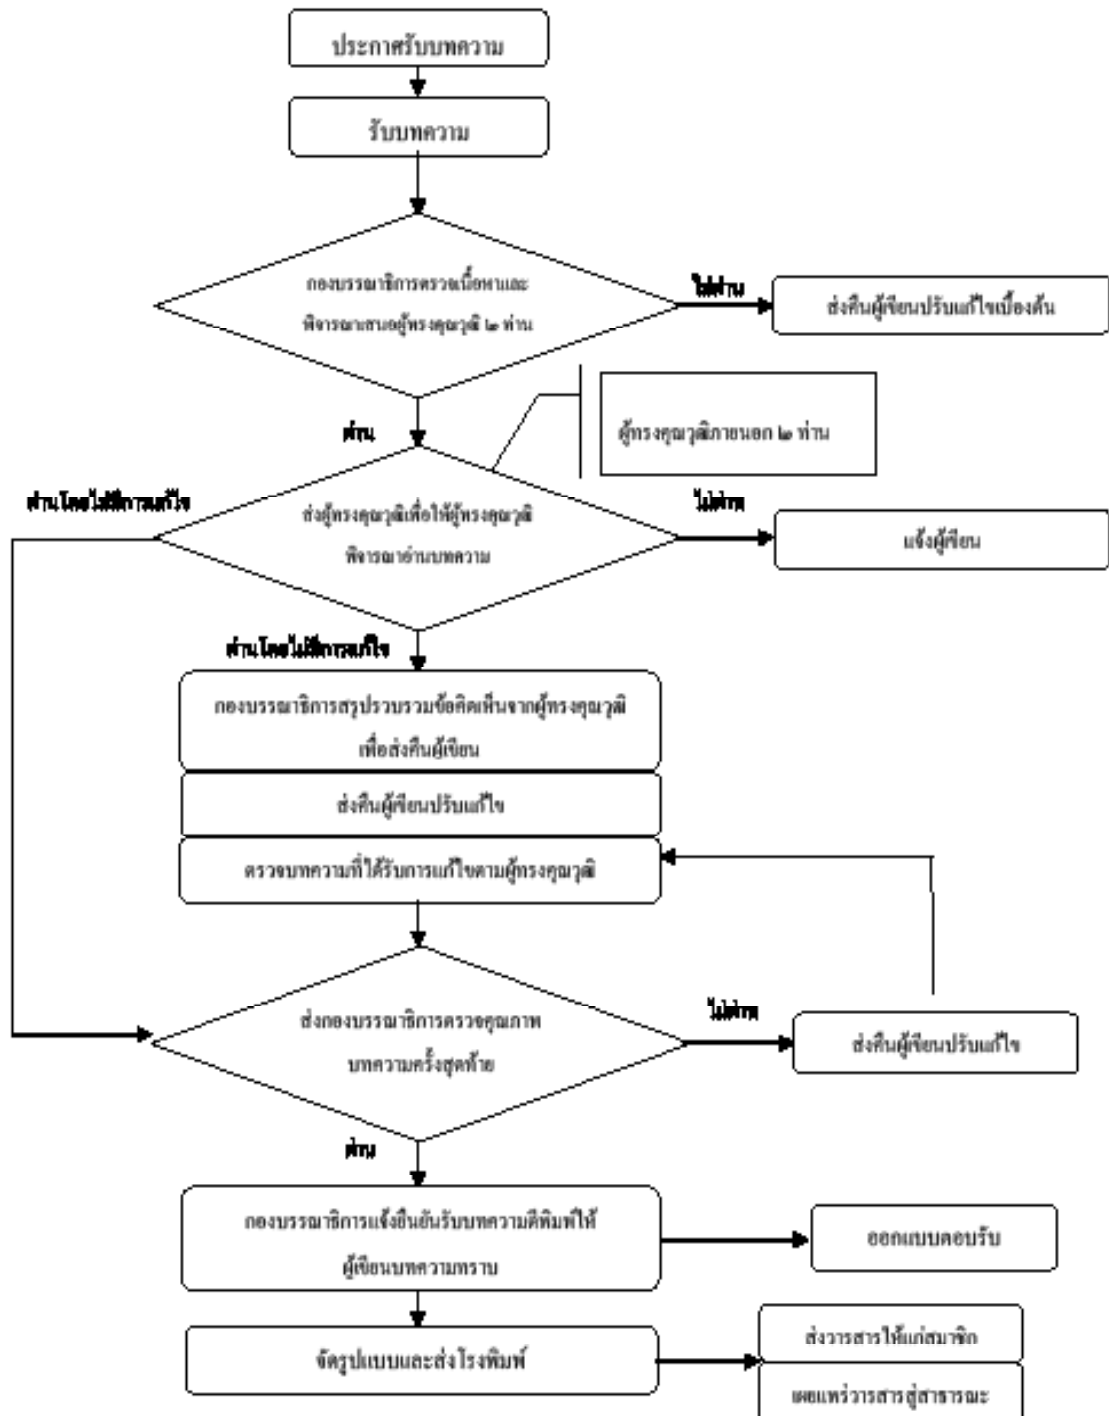 ประกาศรับบทความ
รับบทความ
กองบรรณาธิการตรวจเนื้อหาและ
พิจารณาเสนอผู้ทรงคุณวุฒิ ๒ ท่าน
ไม่ผ่าน
ส่งคืนผู้เขียนปรับแก้ไขเบื้องต้น
ผ่าน
ผู้ทรงคุณวุฒิภายนอก ๒ ท่าน
ผ่านโดยไม่มีการแก้ไข
ส่งผู้ทรงคุณวุฒิเพื่อให้ผู้ทรงคุณวุฒิ
พิจารณาอ่านบทความ
ไม่ผ่าน
แจ้งผู้เขียน
ผ่านโดยไม่มีการแก้ไข
กองบรรณาธิการสรุปรวบรวมข้อคิดเห็นจากผู้ทรงคุณวุฒิ
เพื่อส่งคืนผู้เขียน
ส่งคืนผู้เขียนปรับแก้ไข
ตรวจบทความที่ได้รับการแก้ไขตามผู้ทรงคุณวุฒิ
ส่งกองบรรณาธิการตรวจคุณภาพ
บทความครั้งสุดท้าย
ไม่ผ่าน
ส่งคืนผู้เขียนปรับแก้ไข
ผ่าน
กองบรรณาธิการแจ้งยืนยันรับบทความตีพิมพ์ให้
ผู้เขียนบทความทราบ
ออกแบบตอบรับ
จัดรูปแบบและส่งโรงพิมพ์
ส่งวารสารให้แก่สมาชิก
เผยแพร่วารสารสู่สาธารณะ